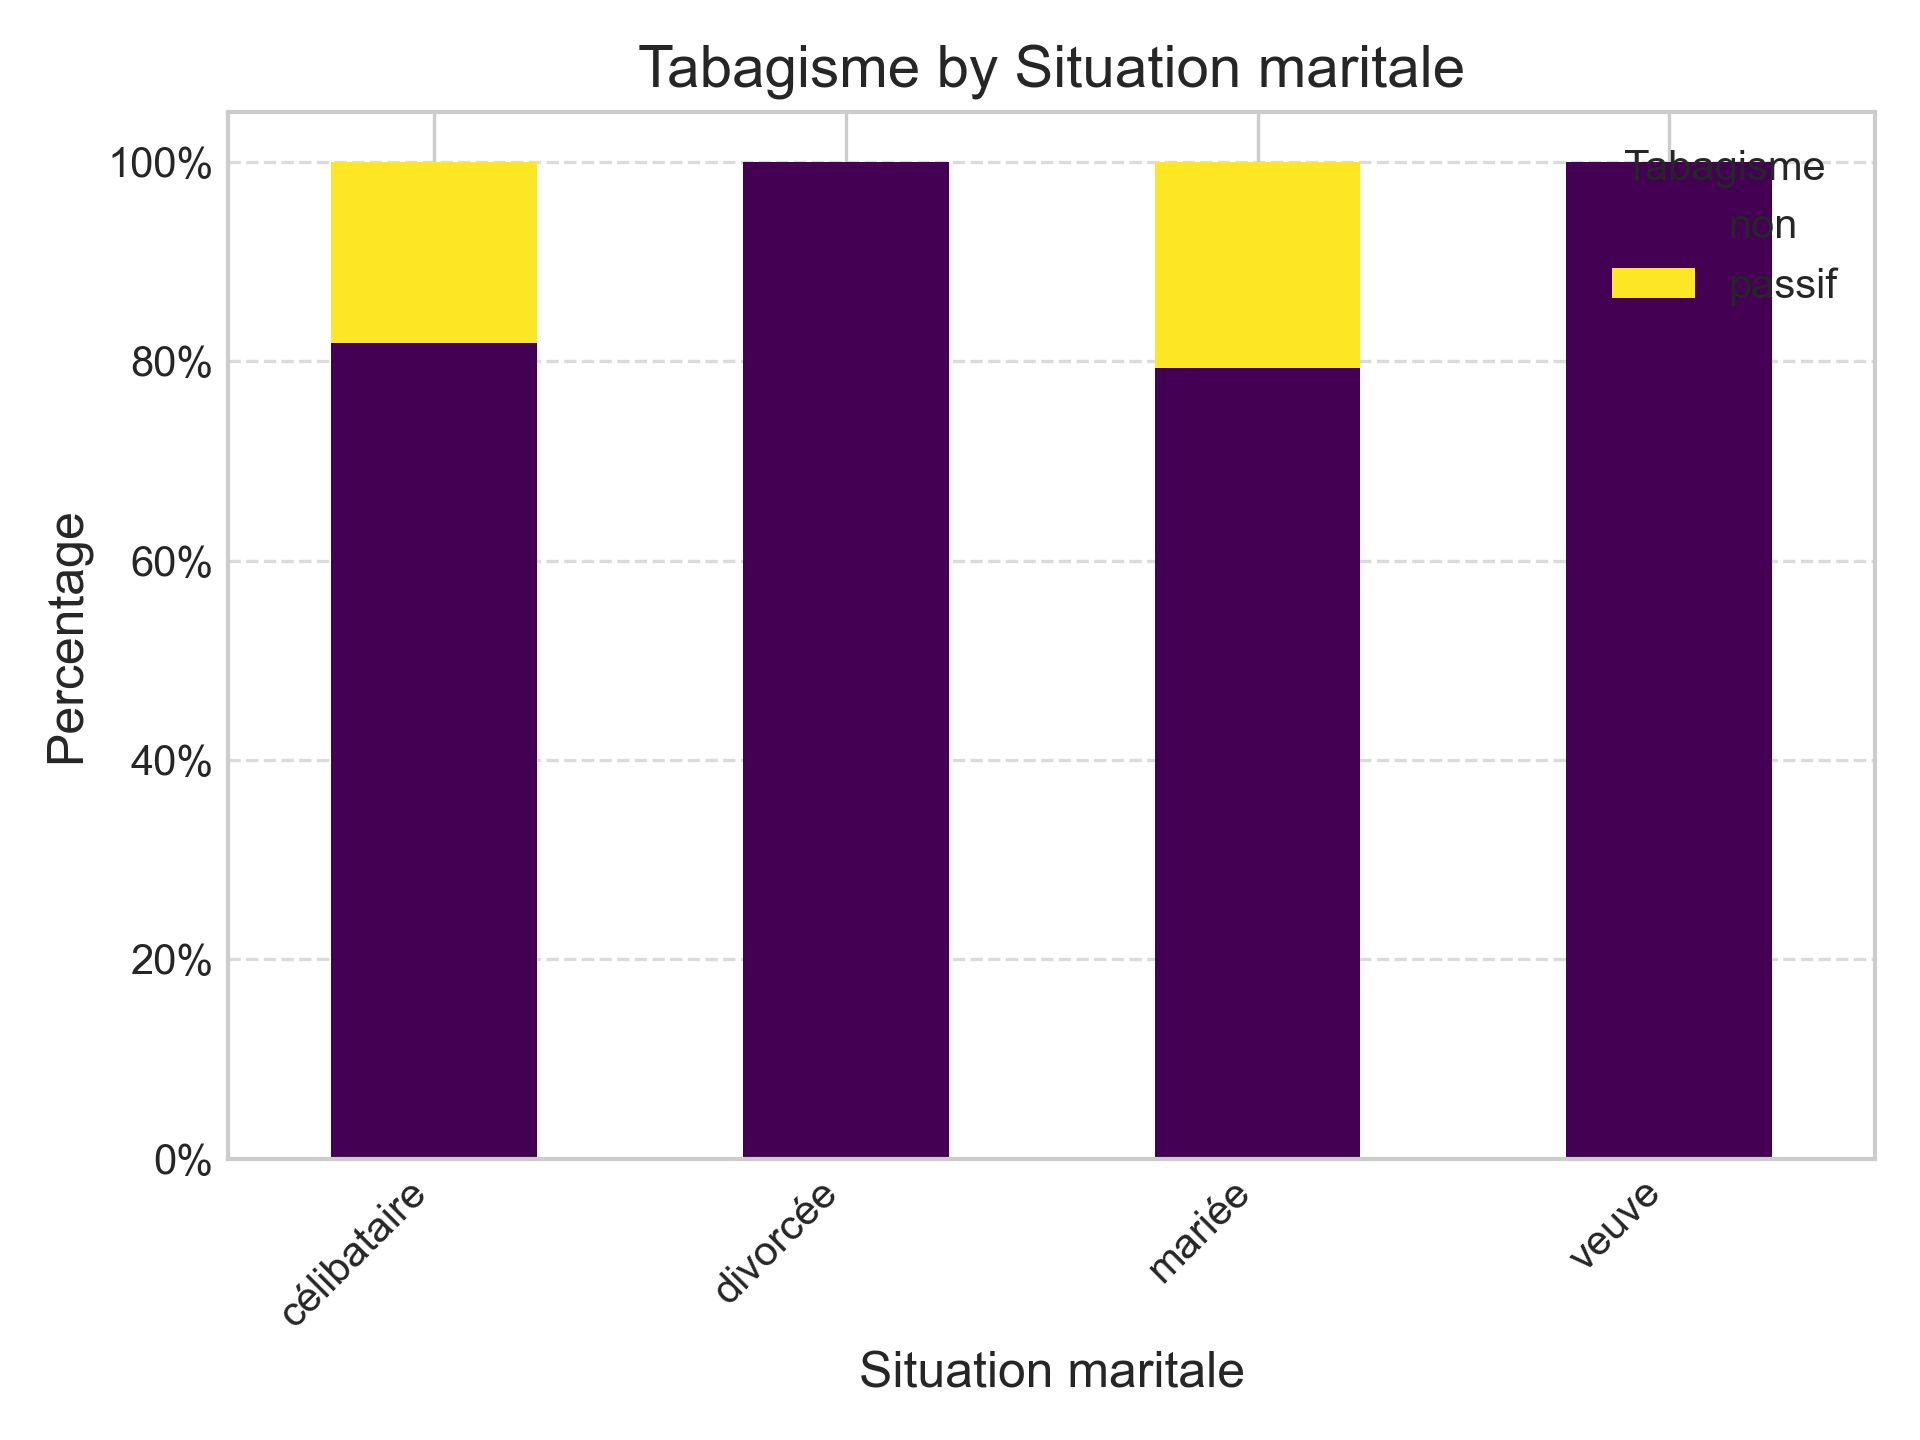 Tabagisme by Situation maritale
Tabagisme
non
passif
Percentage
100%
80%
60%
40%
20%
0%
célibataire
divorcée
mariée
veuve
Situation maritale